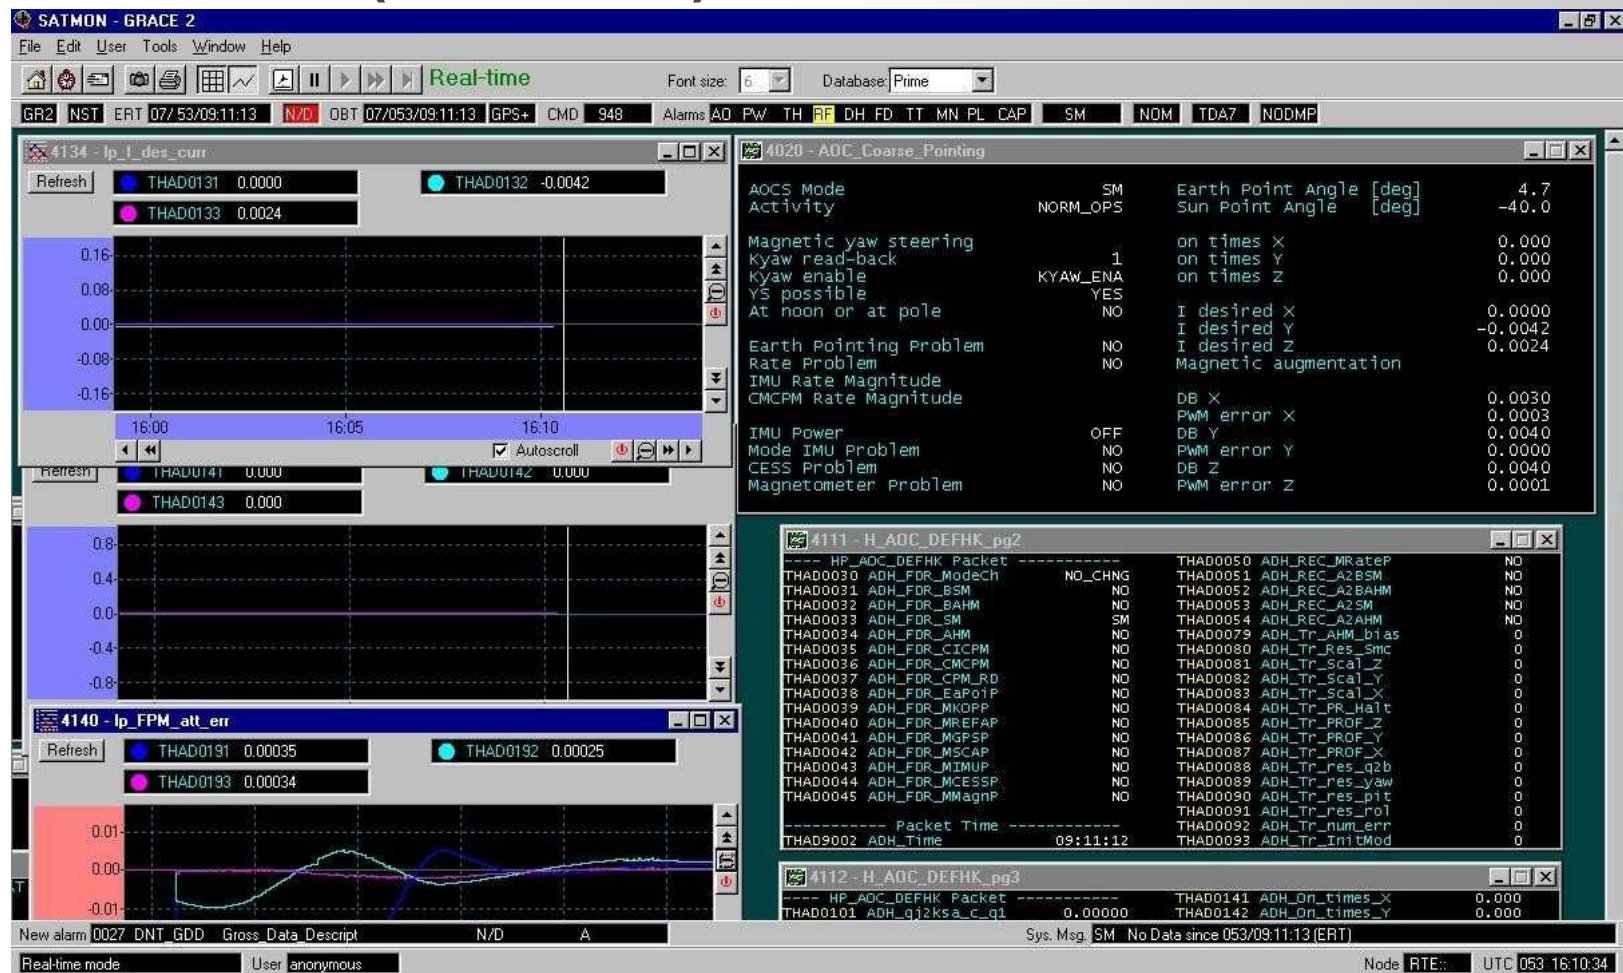 SATMON - GRACE 2
File Edit User Tools Window Help
Real-time Font size: 6 Database: Prime
GR2 NST ERT 07/ 53/09:11:13 N/D OBT 07/053/09:11:13 GPS+ CMD 948 Alarms AO PW TH RF DH FD TT MN PL CAP SM NOM TDA7 NODMP
4134 - lp_I_des_curr
Refresh THAD0131 0.0000 THAD0132 -0.0042
THAD0133 0.0024
0.16
0.08
0.00
-0.08
-0.16
16:00 16:05 16:10
Autoscroll
Refresh THAD0141 0.000 THAD0142 0.000
THAD0143 0.000
0.8
0.4
0.0
-0.4
-0.8
4140 - lp_FPM_att_err
Refresh THAD0191 0.00035 THAD0192 0.00025
THAD0193 0.00034
0.01
0.00
-0.01
4020 - AOC_Coarse_Pointing
AOCS Mode SM Earth Point Angle [deg] 4.7
Activity NORM_OPS Sun Point Angle [deg] -40.0
Magnetic yaw steering on times X 0.000
Kyaw read-back 1 on times Y 0.000
Kyaw enable KYAW_ENA on times Z 0.000
YS possible YES
At noon or at pole NO I desired X 0.0000
I desired Y -0.0042
Earth Pointing Problem NO I desired Z 0.0024
Rate Problem NO Magnetic augmentation
IMU Rate Magnitude
CMCPM Rate Magnitude DB X 0.0030
PWM error X 0.0003
IMU Power OFF DB Y 0.0040
Mode IMU Problem NO PWM error Y 0.0000
CESS Problem NO DB Z 0.0040
Magnetometer Problem NO PWM error Z 0.0001
4111 - H_AOC_DEFHK_pg2
---- HP_AOC_DEFHK Packet ----------- THAD0050 ADH_REC_MRateP NO
THAD0030 ADH_FDR_ModeCh NO_CHNG THAD0051 ADH_REC_A2BSM NO
THAD0031 ADH_FDR_BSM NO THAD0052 ADH_REC_A2BAHM NO
THAD0032 ADH_FDR_BAHM NO THAD0053 ADH_REC_A2SM NO
THAD0033 ADH_FDR_SM SM THAD0054 ADH_REC_A2AHM NO
THAD0034 ADH_FDR_AHM NO THAD0079 ADH_Tr_AHM_bias 0
THAD0035 ADH_FDR_CICPM NO THAD0080 ADH_Tr_Res_Smc 0
THAD0036 ADH_FDR_CMCPM NO THAD0081 ADH_Tr_Scal_Z 0
THAD0037 ADH_FDR_CPM_RD NO THAD0082 ADH_Tr_Scal_Y 0
THAD0038 ADH_FDR_EaPoiP NO THAD0083 ADH_Tr_Scal_X 0
THAD0039 ADH_FDR_MKOPP NO THAD0084 ADH_Tr_PR_Halt 0
THAD0040 ADH_FDR_MREFAP NO THAD0085 ADH_Tr_PROF_Z 0
THAD0041 ADH_FDR_MGPSP NO THAD0086 ADH_Tr_PROF_Y 0
THAD0042 ADH_FDR_MSCAP NO THAD0087 ADH_Tr_PROF_X 0
THAD0043 ADH_FDR_MIMUP NO THAD0088 ADH_Tr_res_q2b 0
THAD0044 ADH_FDR_MCESSP NO THAD0089 ADH_Tr_res_yaw 0
THAD0045 ADH_FDR_MMagnP NO THAD0090 ADH_Tr_res_pit 0
THAD0091 ADH_Tr_res_rol 0
----------- Packet Time ------------ THAD0092 ADH_Tr_num_err 0
THAD9002 ADH_Time 09:11:12 THAD0093 ADH_Tr_InitMod 0
4112 - H_AOC_DEFHK_pg3
---- HP_AOC_DEFHK Packet ----------- THAD0141 ADH_On_times_X 0.000
THAD0101 ADH_qj2ksa_c_q1 0.00000 THAD0142 ADH_On_times_Y 0.000
New alarm 0027 DNT_GDD Gross_Data_Descript N/D A Sys. Msg. SM No Data since 053/09:11:13 (ERT)
Real-time mode User anonymous Node RTE:: UTC 053 16:10:34